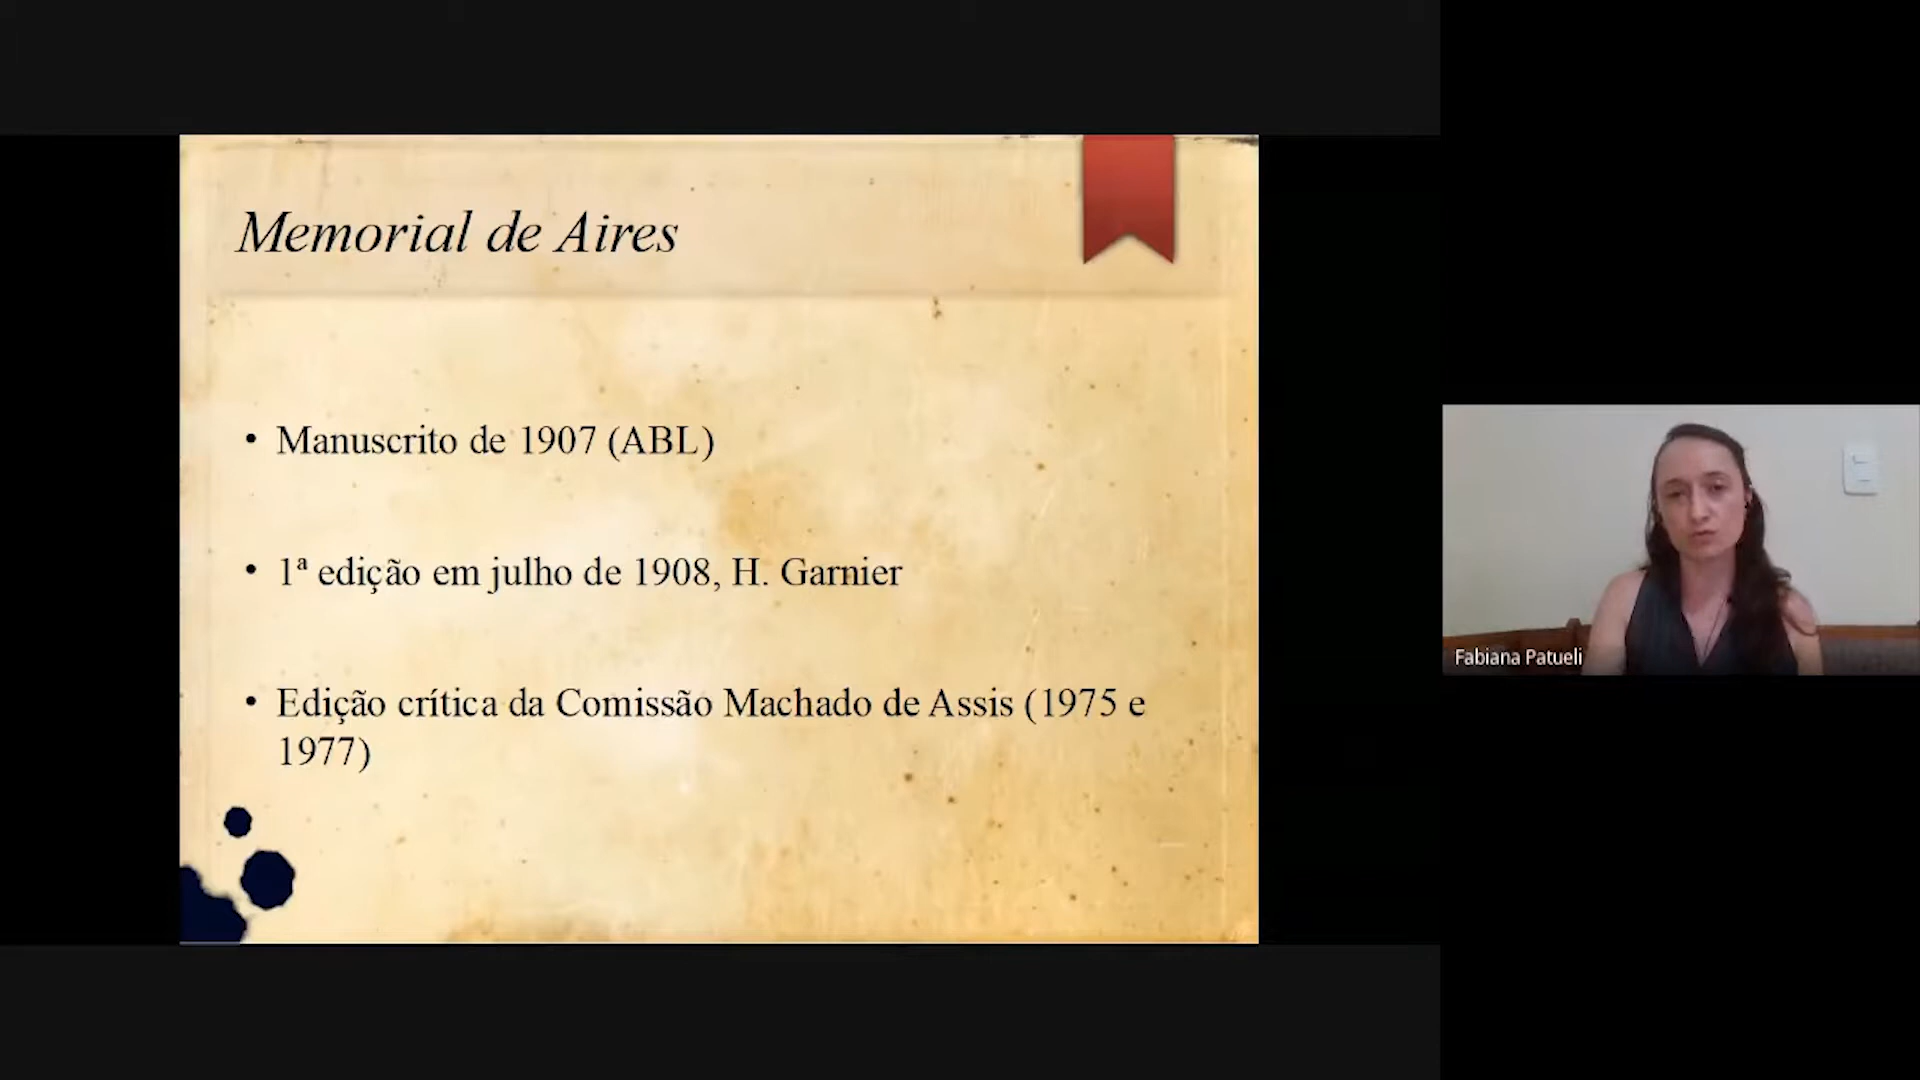 Memorial de Aires
• Manuscrito de 1907 (ABL)
• 1ª edição em julho de 1908, H. Garnier
• Edição crítica da Comissão Machado de Assis (1975 e
1977)
Fabiana Patueli